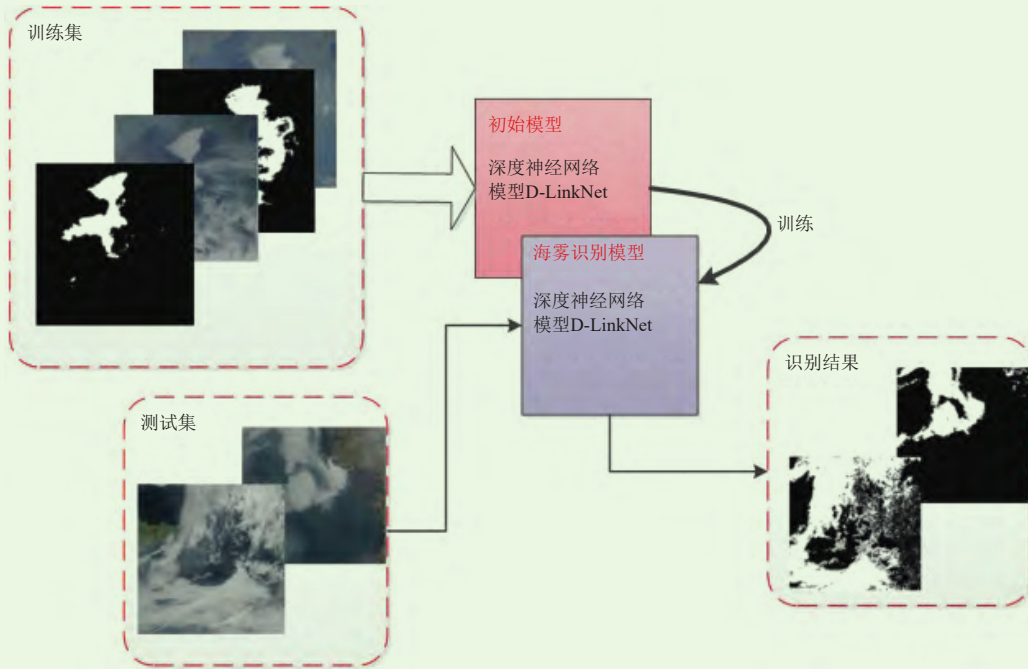 训练集
初始模型
深度神经网络
模型D-LinkNet
训练
海雾识别模型
深度神经网络
模型D-LinkNet
识别结果
测试集